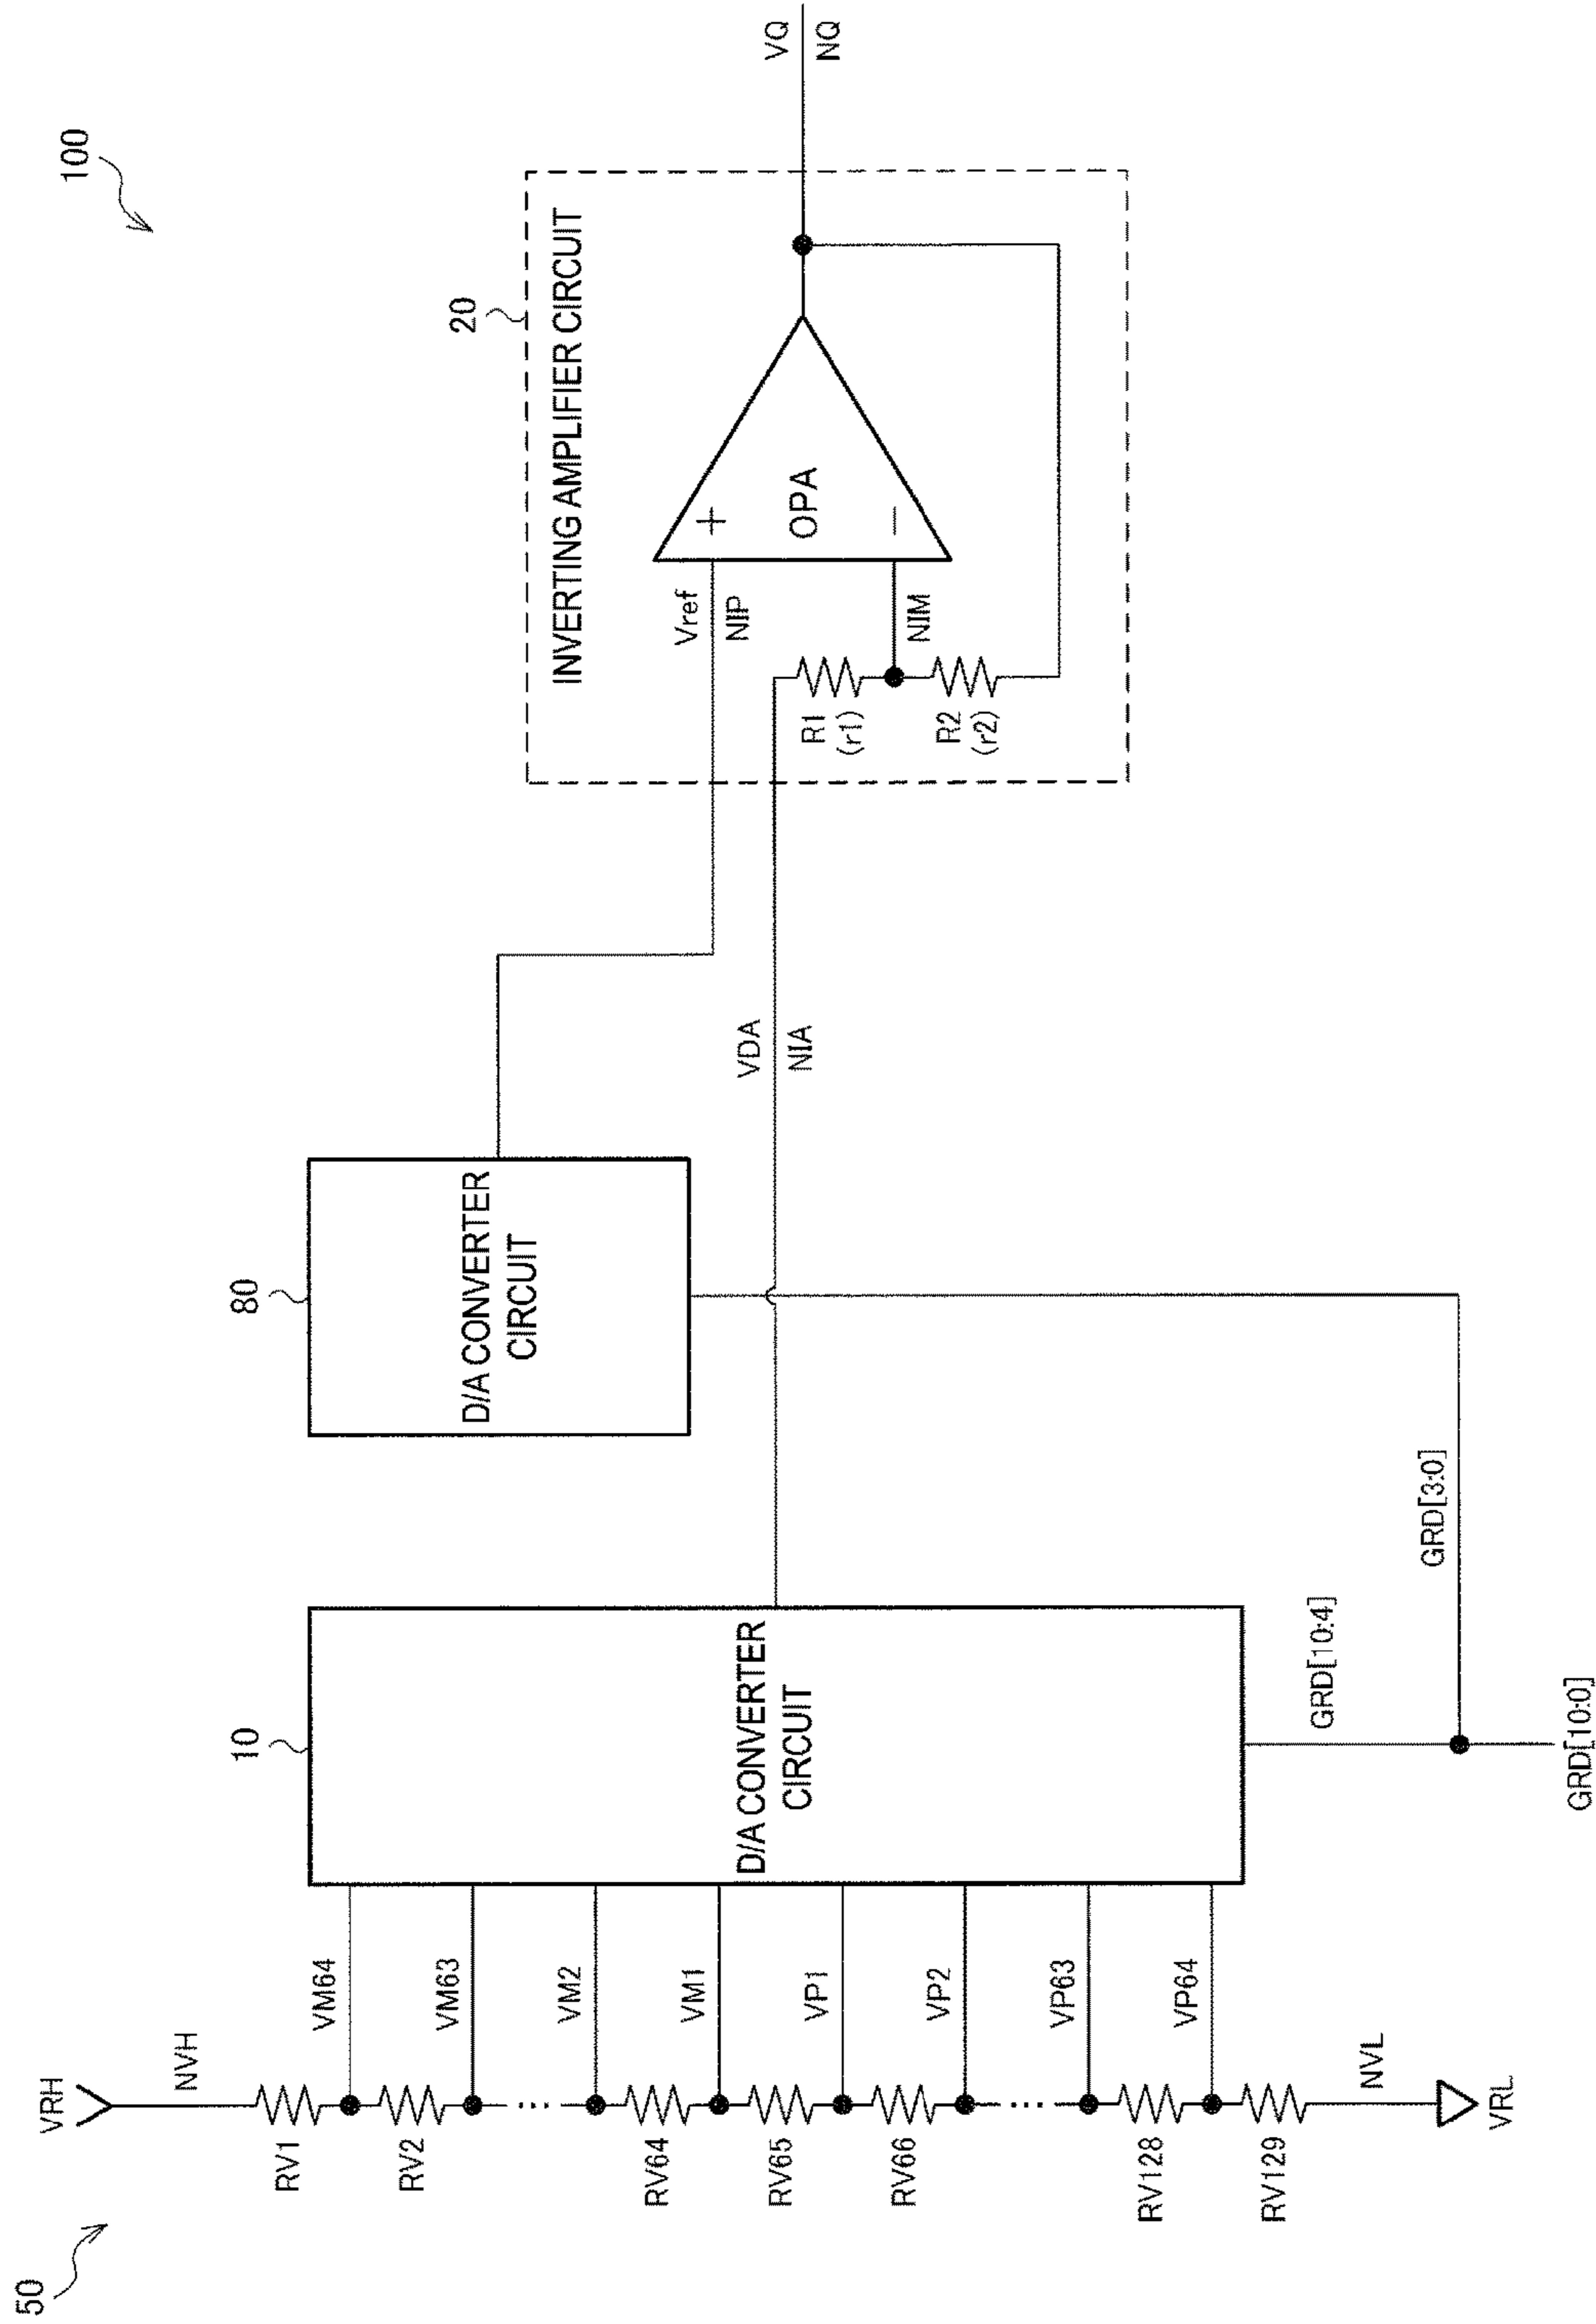 100
50
VRH
NVH
RV1
RV2
RV64
RV65
RV66
RV128
RV129
NVL
VRL
VM64
VM63
...
VM2
VM1
VP1
VP2
...
VP63
VP64
10
D/A CONVERTER
CIRCUIT
GRD[10:4]
GRD[3:0]
GRD[10:0]
80
D/A CONVERTER
CIRCUIT
VDA
NIA
20
INVERTING AMPLIFIER CIRCUIT
Vref
NIP
R1
(r1)
NIM
R2
(r2)
+
OPA
−
VQ
NQ